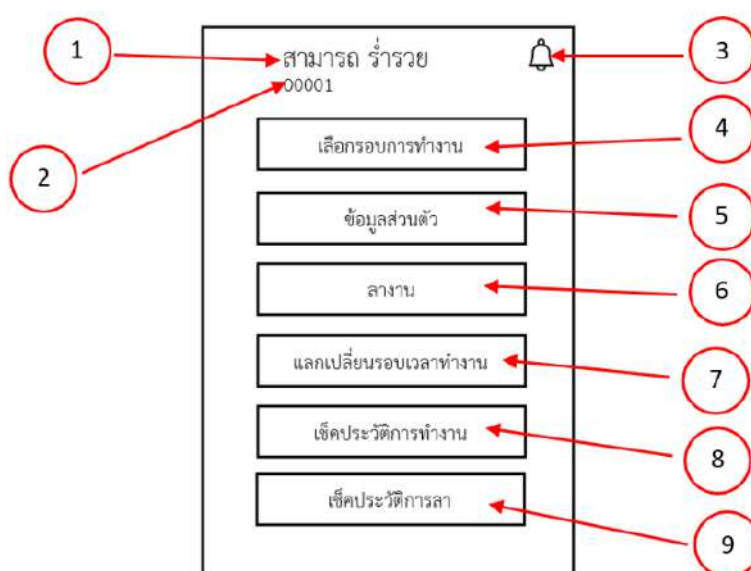 1
สามารถ ร่ำรวย
3
00001
2
4
เลือกรอบการทำงาน
5
ข้อมูลส่วนตัว
6
ลางาน
7
แลกเปลี่ยนรอบเวลาทำงาน
8
เช็คประวัติการทำงาน
9
เช็คประวัติการลา